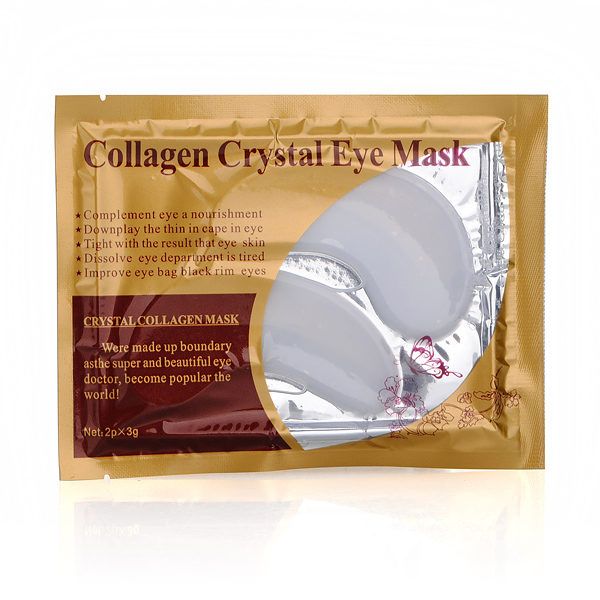 Collagen Crystal Eye Mask
★Complement eye a nourishment
★Downplay the thin in cape in eye
★Tight with the result that eye skin
★Dissolve eye department is tired
★Improve eye bag black rim eyes
CRYSTAL COLLAGEN MASK
Were made up boundary
asthe super and beautiful eye
doctor, become popular the
world!
Net:2p×3g